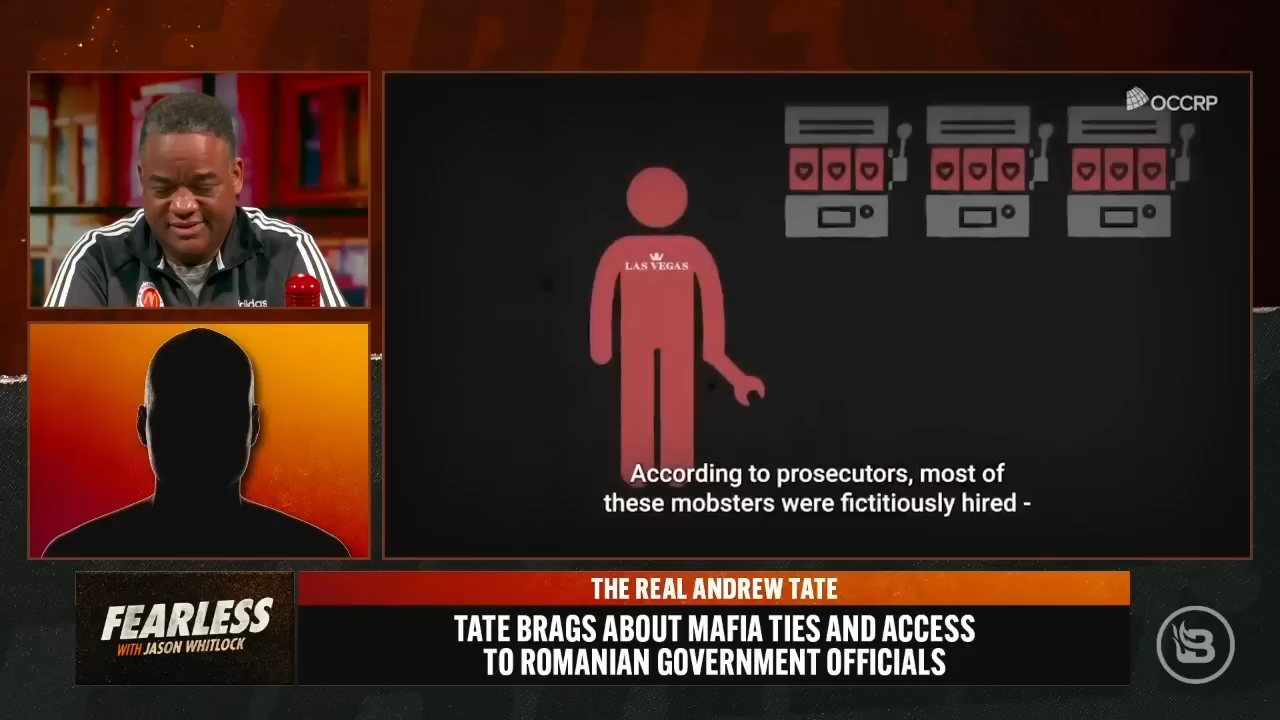 OCCRP
LAS VEGAS
According to prosecutors, most of
these mobsters were fictitiously hired -
adidas
THE REAL ANDREW TATE
FEARLESS
WITH JASON WHITLOCK
TATE BRAGS ABOUT MAFIA TIES AND ACCESS
TO ROMANIAN GOVERNMENT OFFICIALS
B